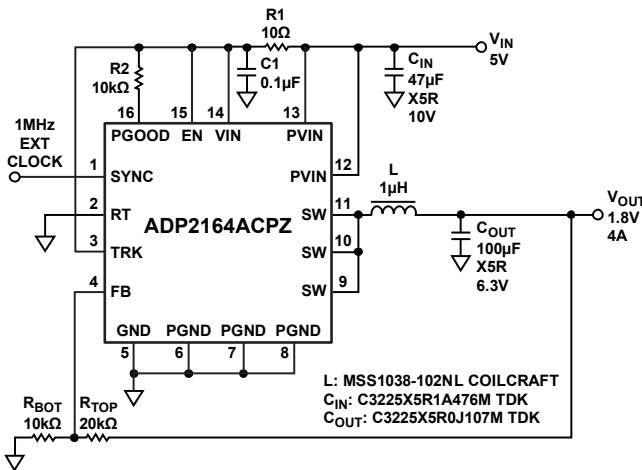 R1
10Ω
VIN
5V
R2
10kΩ
C1
0.1µF
CIN
47µF
X5R
10V
16
15
14
13
PGOOD
EN
VIN
PVIN
1MHz
EXT
CLOCK
1
SYNC
PVIN
12
2
RT
ADP2164ACPZ
SW
11
L
1µH
VOUT
1.8V
4A
COUT
100µF
X5R
6.3V
3
TRK
SW
10
4
FB
SW
9
GND
PGND
PGND
PGND
5
6
7
8
L: MSS1038-102NL COILCRAFT
CIN: C3225X5R1A476M TDK
COUT: C3225X5R0J107M TDK
RBOT
10kΩ
RTOP
20kΩ